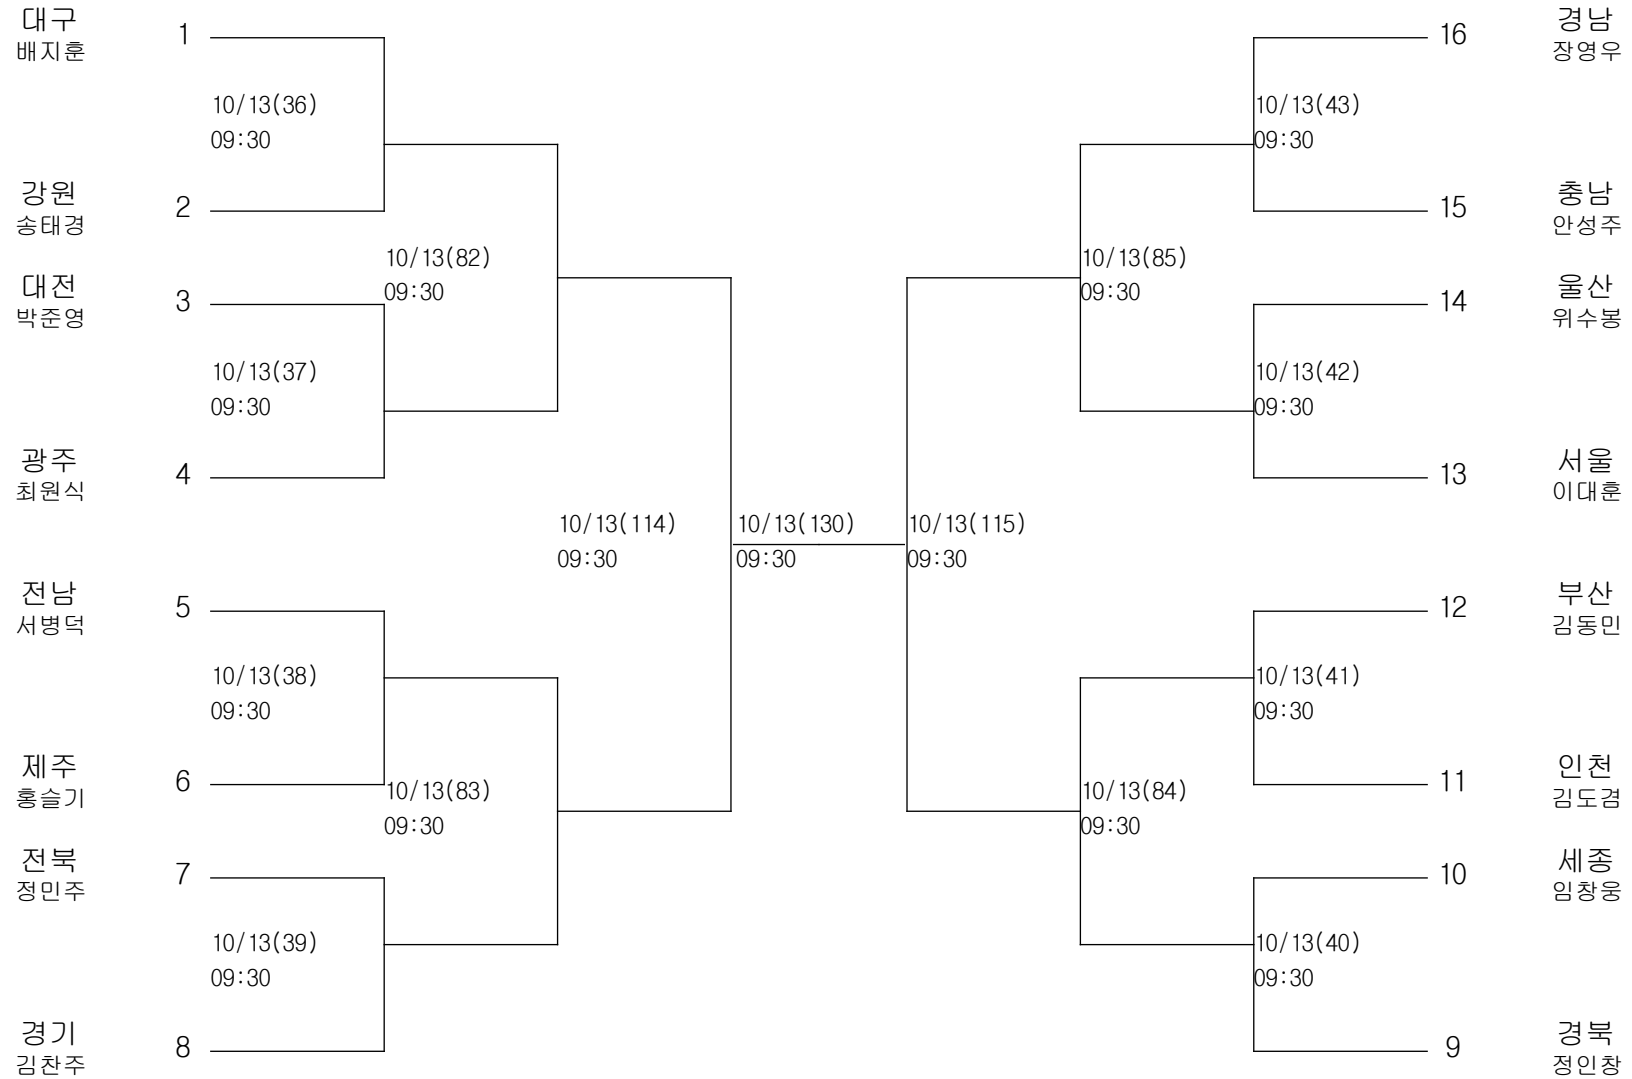 대구
배지훈
1
10/13(36)
09:30
강원
송태경
2
10/13(82)
09:30
대전
박준영
3
10/13(37)
09:30
광주
최원식
4
10/13(114)
09:30
전남
서병덕
5
10/13(38)
09:30
제주
홍슬기
6
10/13(83)
09:30
전북
정민주
7
10/13(39)
09:30
경기
김찬주
8
10/13(130)
09:30
16
경남
장영우
10/13(43)
09:30
15
충남
안성주
10/13(85)
09:30
14
울산
위수봉
10/13(42)
09:30
13
서울
이대훈
10/13(115)
09:30
12
부산
김동민
10/13(41)
09:30
11
인천
김도겸
10/13(84)
09:30
10
세종
임창웅
10/13(40)
09:30
9
경북
정인창